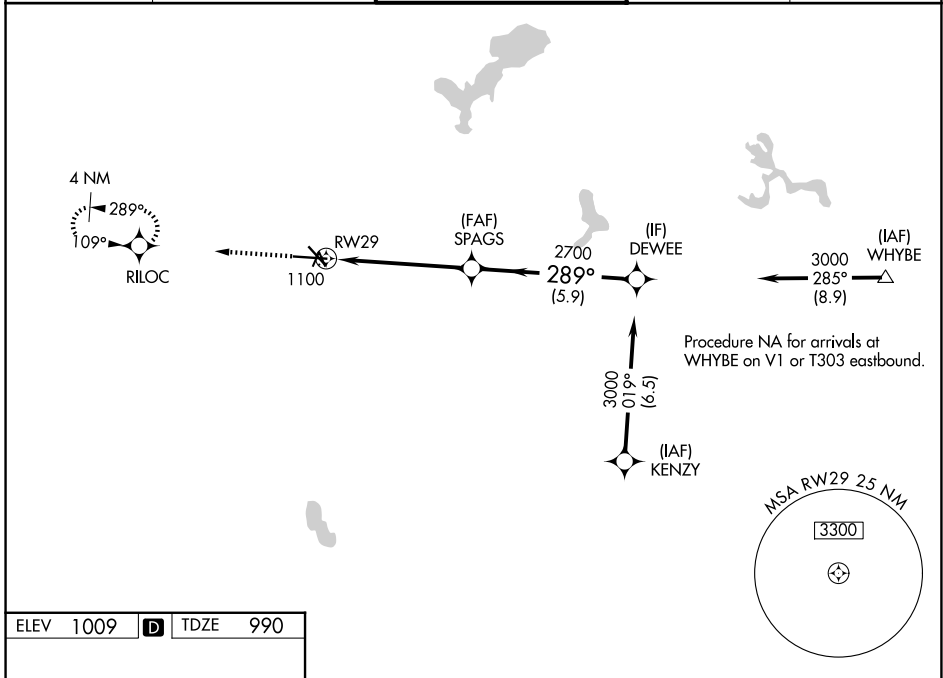 4 NM
289°
109°
RILOC
RW29
1100
(FAF)
SPAGS
2700
289°
(5.9)
(IF)
DEWEE
3000
285°
(8.9)
(IAF)
WHYBE
Procedure NA for arrivals at
WHYBE on V1 or T303 eastbound.
3000
019°
(6.5)
(IAF)
KENZY
MSA RW29 25 NM
3300
ELEV 1009 D TDZE 990